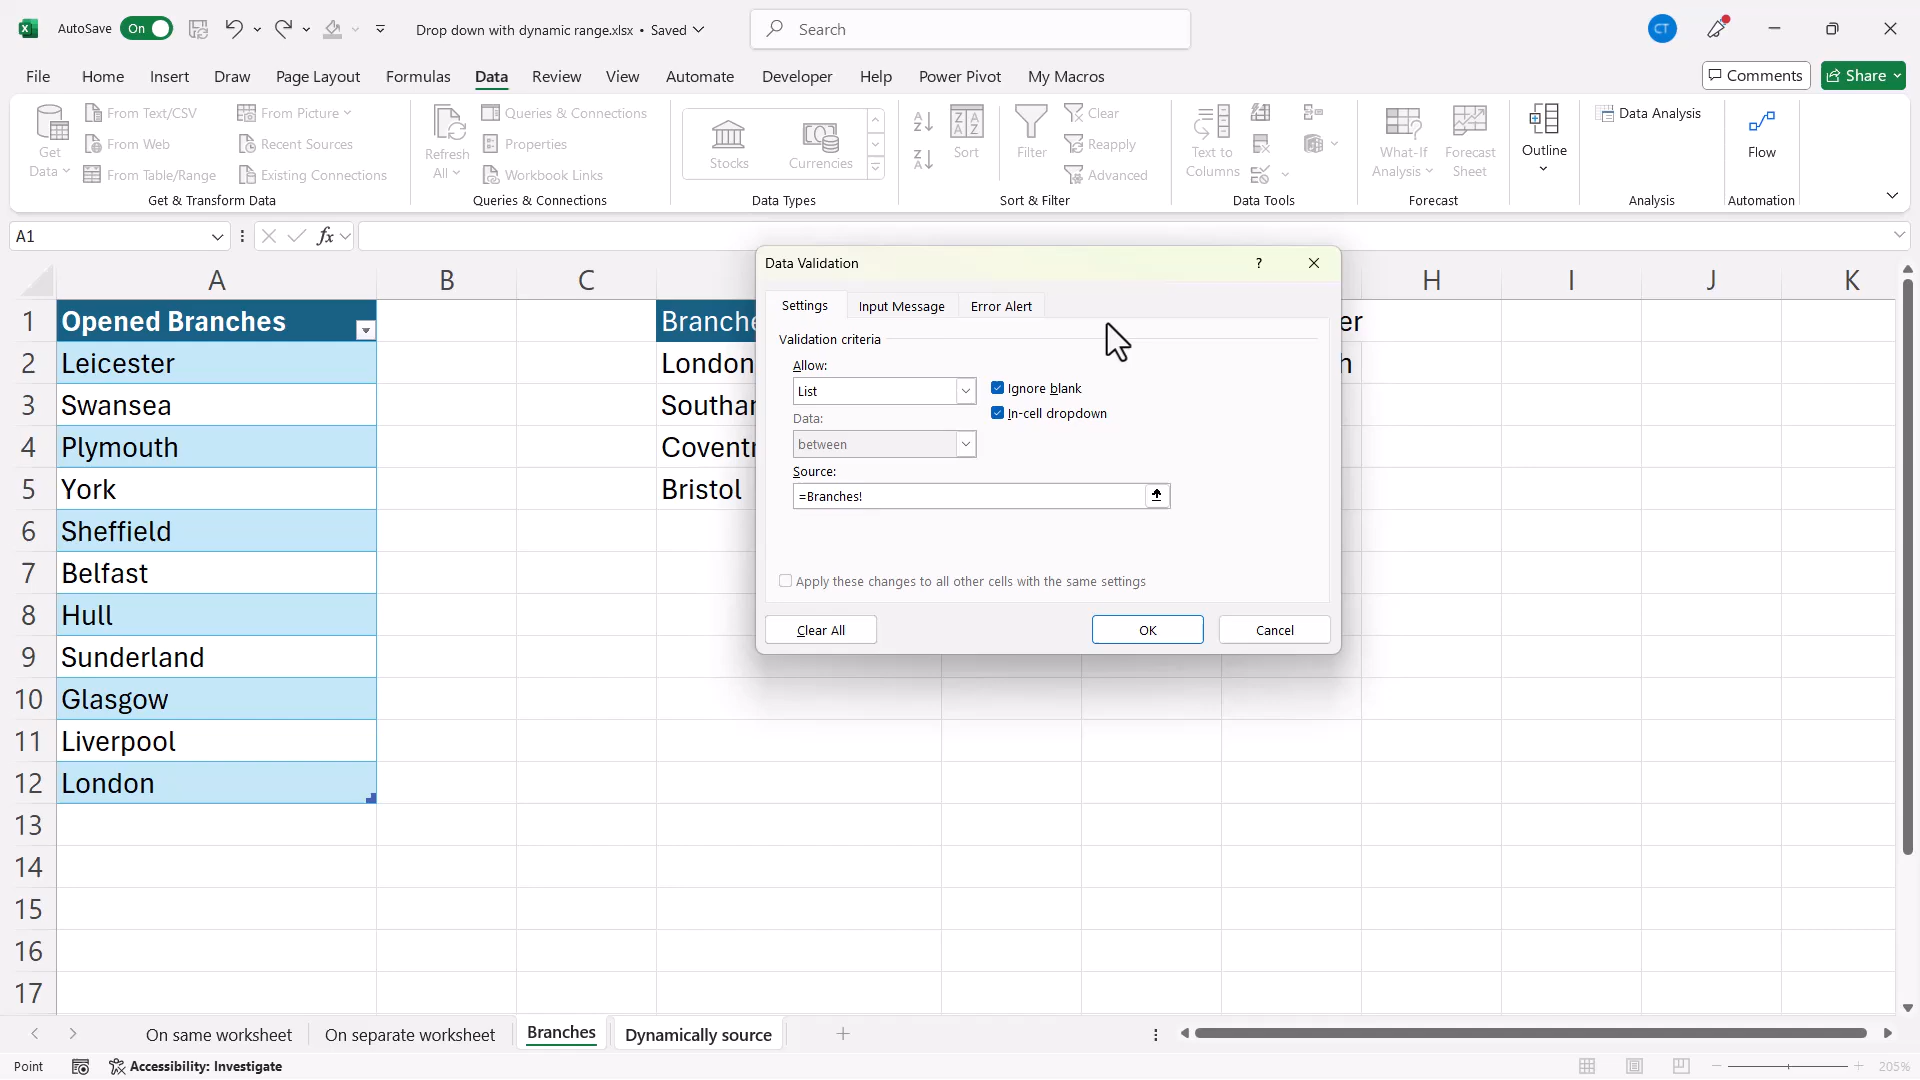 AutoSave On Drop down with dynamic range.xlsx • Saved Search CT
File Home Insert Draw Page Layout Formulas Data Review View Automate Developer Help Power Pivot My Macros Comments Share
Get Data
From Text/CSV
From Web
From Table/Range
From Picture
Recent Sources
Existing Connections
Get & Transform Data
Refresh All
Queries & Connections
Properties
Workbook Links
Queries & Connections
Stocks Currencies
Data Types
Sort
Filter
Clear
Reapply
Advanced
Sort & Filter
Text to Columns
Data Tools
What-If Analysis
Forecast Sheet
Forecast
Outline
Data Analysis
Analysis
Flow
Automation
A1 fx
A B C H I J K
1 Opened Branches Branche er
2 Leicester London h
3 Swansea Southar
4 Plymouth Coventr
5 York Bristol
6 Sheffield
7 Belfast
8 Hull
9 Sunderland
10 Glasgow
11 Liverpool
12 London
13
14
15
16
17
Data Validation ?
Settings Input Message Error Alert
Validation criteria
Allow:
List Ignore blank
In-cell dropdown
Data:
between
Source:
=Branches!
Apply these changes to all other cells with the same settings
Clear All OK Cancel
On same worksheet On separate worksheet Branches Dynamically source
Point Accessibility: Investigate 205%